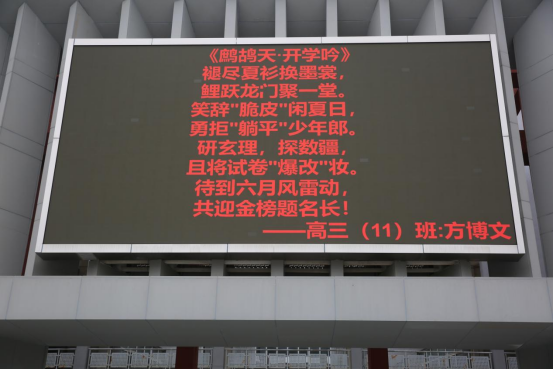 《鹧鸪天·开学吟》
褪尽夏衫换墨裳，
鲤跃龙门聚一堂。
笑辞"脆皮"闲夏日，
勇拒"躺平"少年郎。
研玄理，探数疆，
且将试卷"爆改"妆。
待到六月风雷动，
共迎金榜题名长！
——高三（11）班:方博文